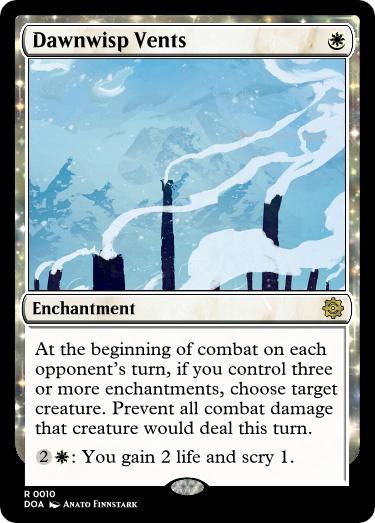 Dawnwisp Vents
Enchantment
At the beginning of combat on each
opponent's turn, if you control three
or more enchantments, choose target
creature. Prevent all combat damage
that creature would deal this turn.
2 : You gain 2 life and scry 1.
R 0010
DOA Anato Finnstark